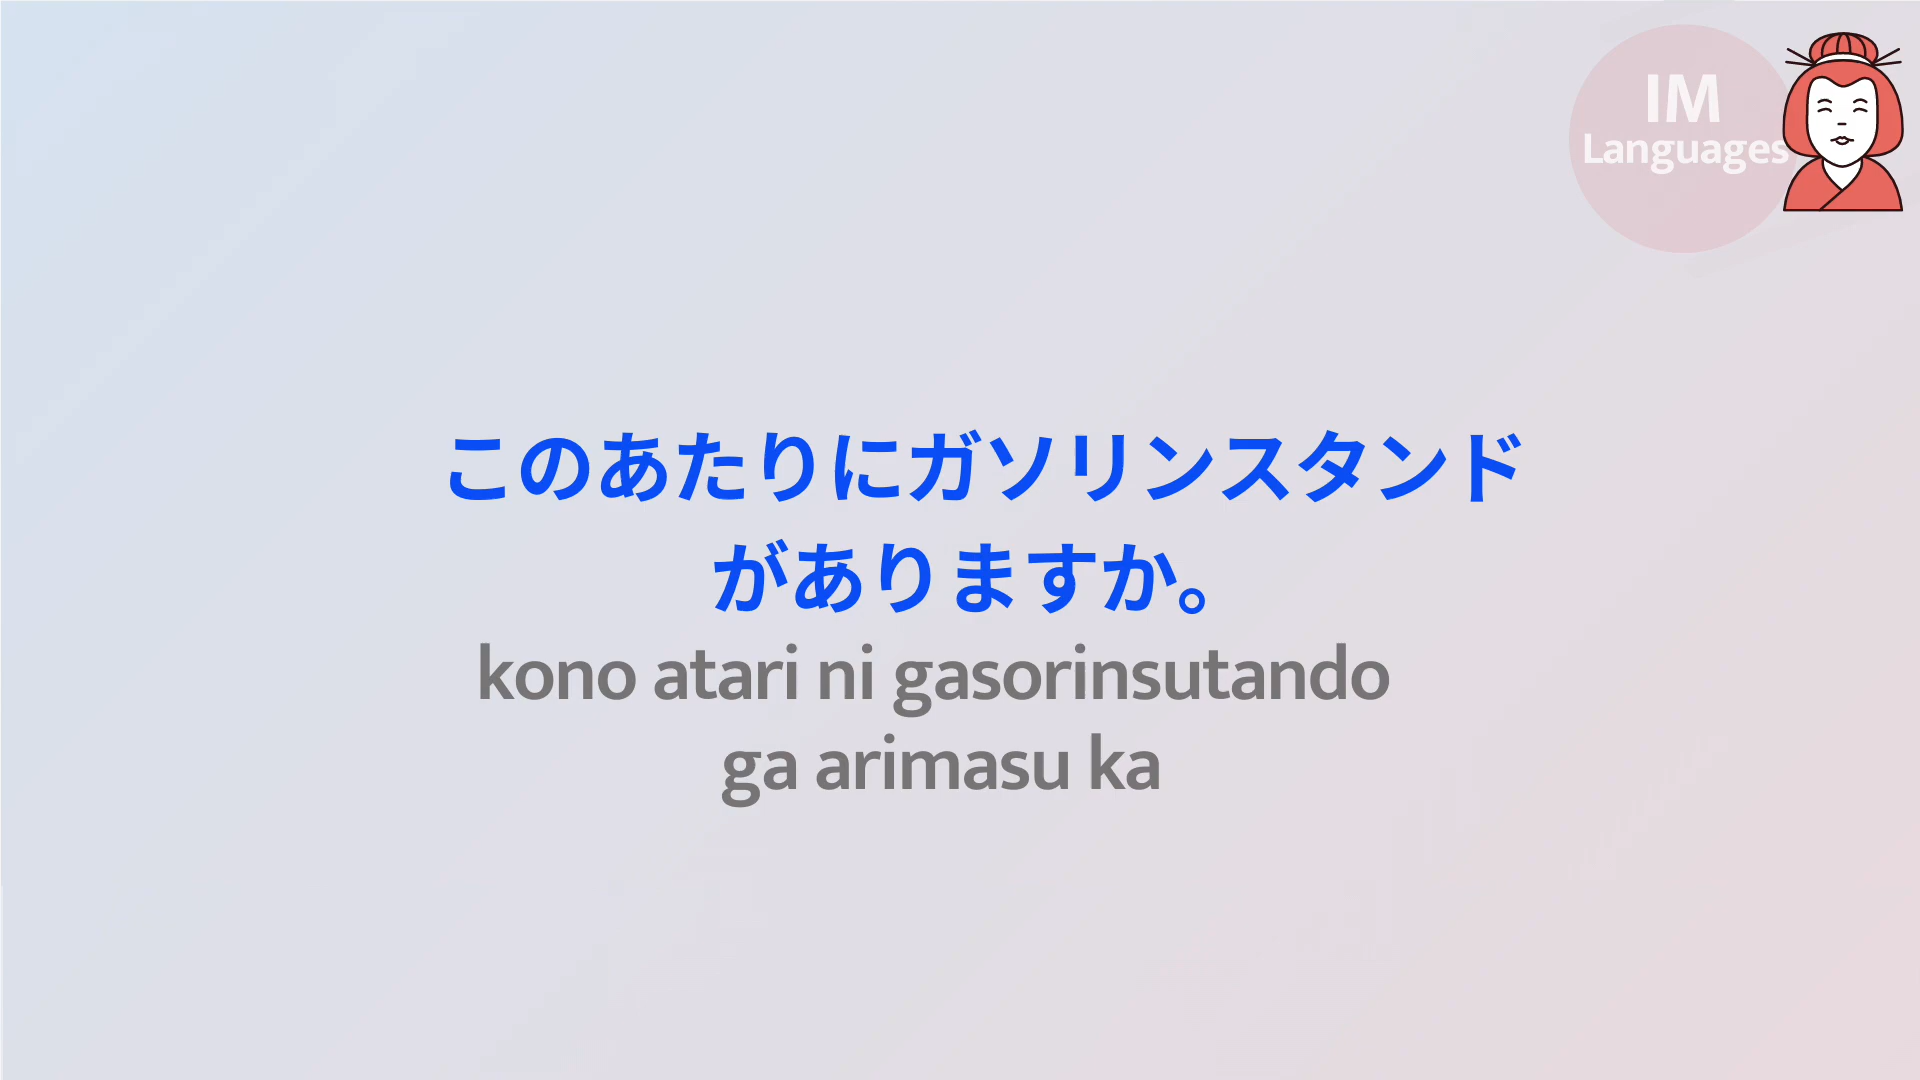 IM
Languages
このあたりにガソリンスタンド
がありますか。
kono atari ni gasorinsutando
ga arimasu ka